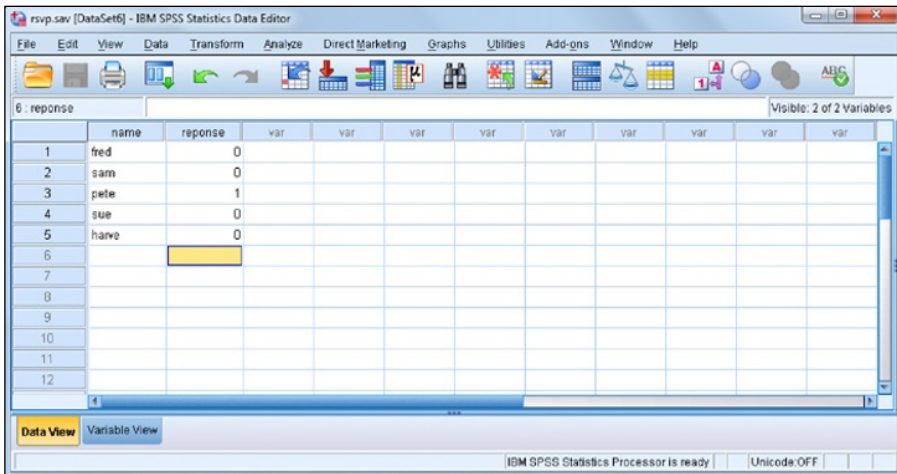 rsvp.sav [DataSet6] - IBM SPSS Statistics Data Editor
File Edit View Data Transform Analyze Direct Marketing Graphs Utilities Add-ons Window Help
6 : reponse Visible: 2 of 2 Variables
name reponse var var var var var var var var var
1 fred 0
2 sam 0
3 pete 1
4 sue 0
5 harve 0
6
7
8
9
10
11
12
Data View Variable View
IBM SPSS Statistics Processor is ready Unicode:OFF